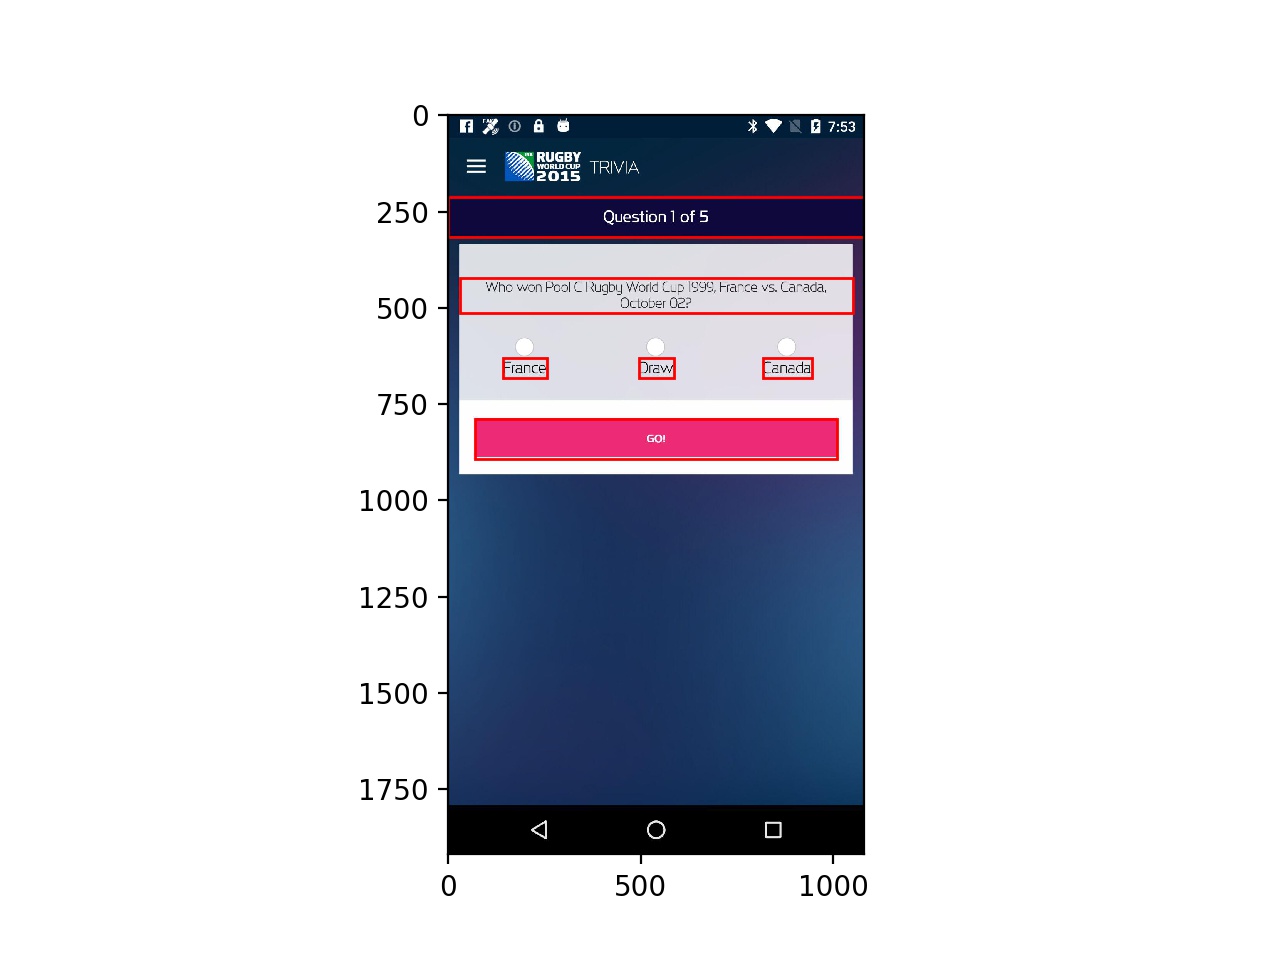 0
7:53
RUGBY
WORLD CUP
2015
TRIVIA
250
Question 1 of 5
Who won Pool C Rugby World Cup 1999, France vs. Canada,
500
October 02?
France Draw Canada
750
GO!
1000
1250
1500
1750
0 500 1000